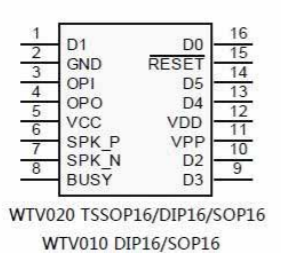 1 D1 D0 16
2 GND RESET 15
3 OPI D5 14
4 OPO D4 13
5 VCC VDD 12
6 SPK_P VPP 11
7 SPK_N D2 10
8 BUSY D3 9
WTV020 TSSOP16/DIP16/SOP16
WTV010 DIP16/SOP16